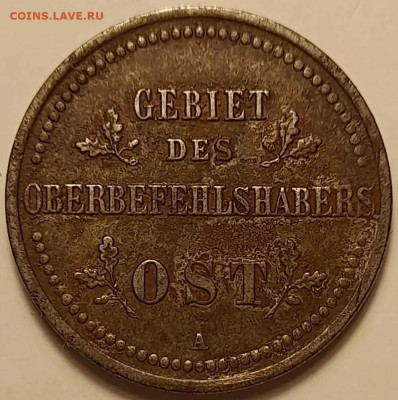 COINS.LAVE.RU
GEBIET
DES
OBERBEFEHLSHABERS
OST
A